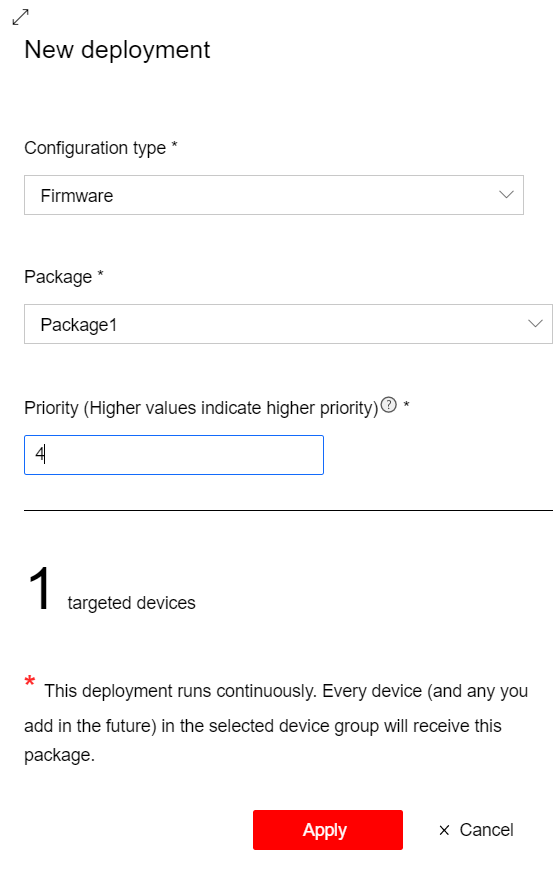 New deployment
Configuration type *
Firmware
Package *
Package1
Priority (Higher values indicate higher priority) ? *
4
1 targeted devices
* This deployment runs continuously. Every device (and any you
add in the future) in the selected device group will receive this
package.
Apply
× Cancel